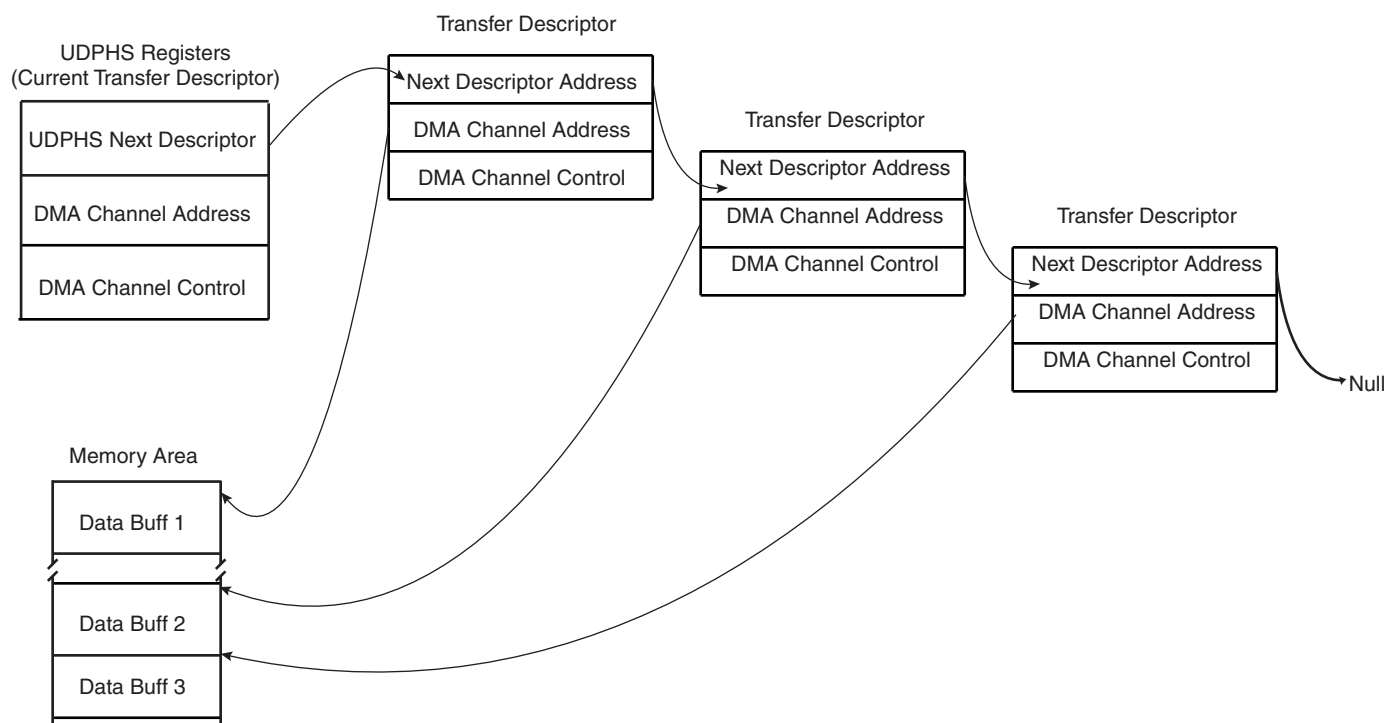 UDPHS Registers
(Current Transfer Descriptor)
UDPHS Next Descriptor
DMA Channel Address
DMA Channel Control
Transfer Descriptor
Next Descriptor Address
DMA Channel Address
DMA Channel Control
Transfer Descriptor
Next Descriptor Address
DMA Channel Address
DMA Channel Control
Transfer Descriptor
Next Descriptor Address
DMA Channel Address
DMA Channel Control
Null
Memory Area
Data Buff 1
Data Buff 2
Data Buff 3